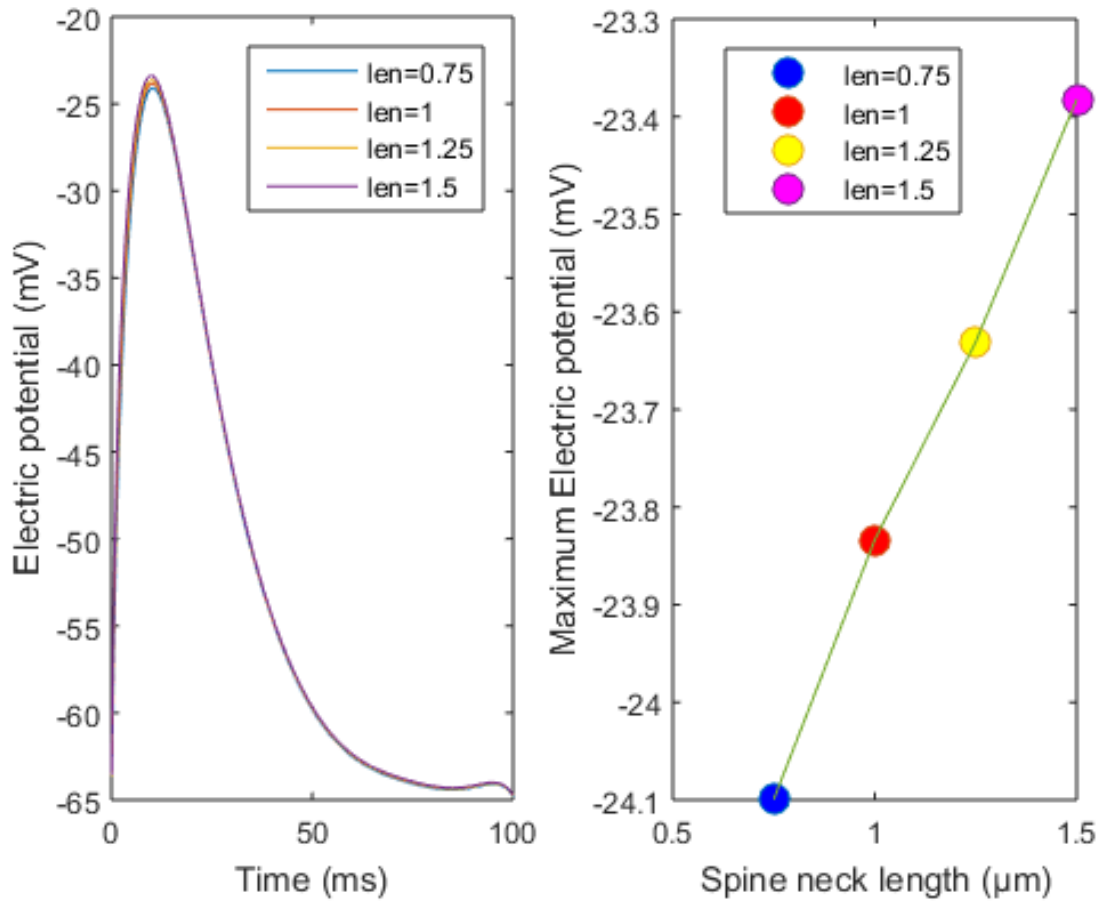 -20
-25
-30
-35
-40
-45
-50
-55
-60
-65
Electric potential (mV)
len=0.75
len=1
len=1.25
len=1.5
0
50
100
Time (ms)
-23.3
-23.4
-23.5
-23.6
-23.7
-23.8
-23.9
-24
-24.1
Maximum Electric potential (mV)
len=0.75
len=1
len=1.25
len=1.5
0.5
1
1.5
Spine neck length (µm)